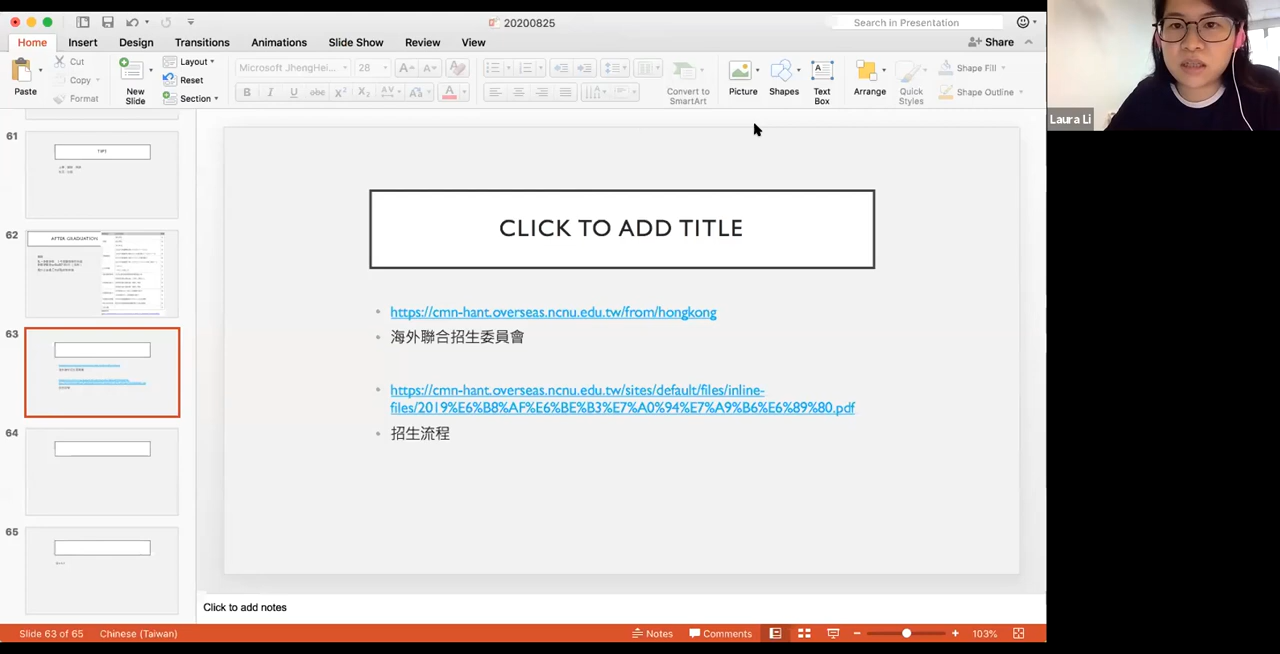 20200825
Search in Presentation
Home Insert Design Transitions Animations Slide Show Review View
Share
Paste
Cut
Copy
Format
New Slide
Layout
Reset
Section
Microsoft JhengHei... 28
Convert to SmartArt
Picture
Shapes
Text Box
Arrange
Quick Styles
Shape Fill
Shape Outline
Laura Li
61
TIPS
62
AFTER GRADUATION
63
64
65
CLICK TO ADD TITLE
https://cmn-hant.overseas.ncnu.edu.tw/from/hongkong
海外聯合招生委員會
https://cmn-hant.overseas.ncnu.edu.tw/sites/default/files/inline-
files/2019%E6%B8%AF%E6%BE%B3%E7%A0%94%E7%A9%B6%E6%89%80.pdf
招生流程
Click to add notes
Slide 63 of 65 Chinese (Taiwan)
Notes Comments 103%